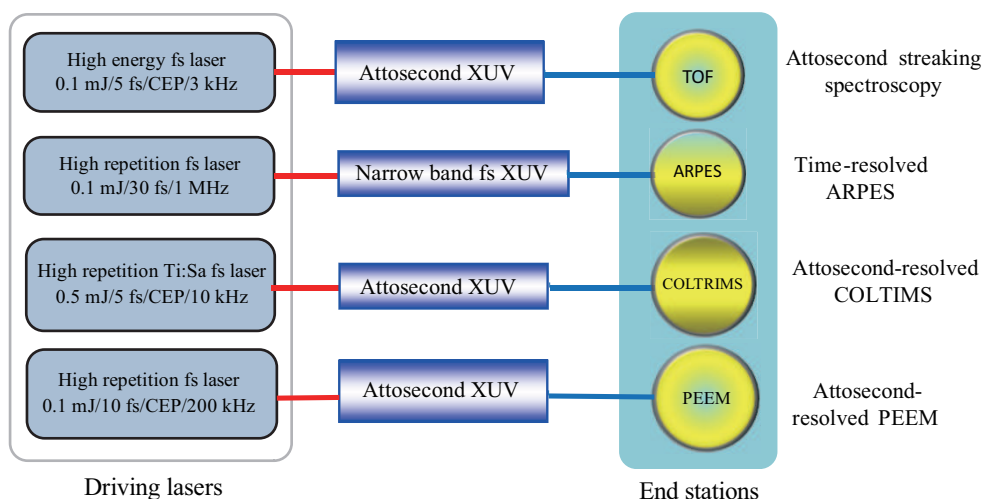 High energy fs laser
0.1 mJ/5 fs/CEP/3 kHz
Attosecond XUV
TOF
Attosecond streaking
spectroscopy
High repetition fs laser
0.1 mJ/30 fs/1 MHz
Narrow band fs XUV
ARPES
Time-resolved
ARPES
High repetition Ti:Sa fs laser
0.5 mJ/5 fs/CEP/10 kHz
Attosecond XUV
COLTRIMS
Attosecond-resolved
COLTIMS
High repetition fs laser
0.1 mJ/10 fs/CEP/200 kHz
Attosecond XUV
PEEM
Attosecond-
resolved PEEM
Driving lasers
End stations